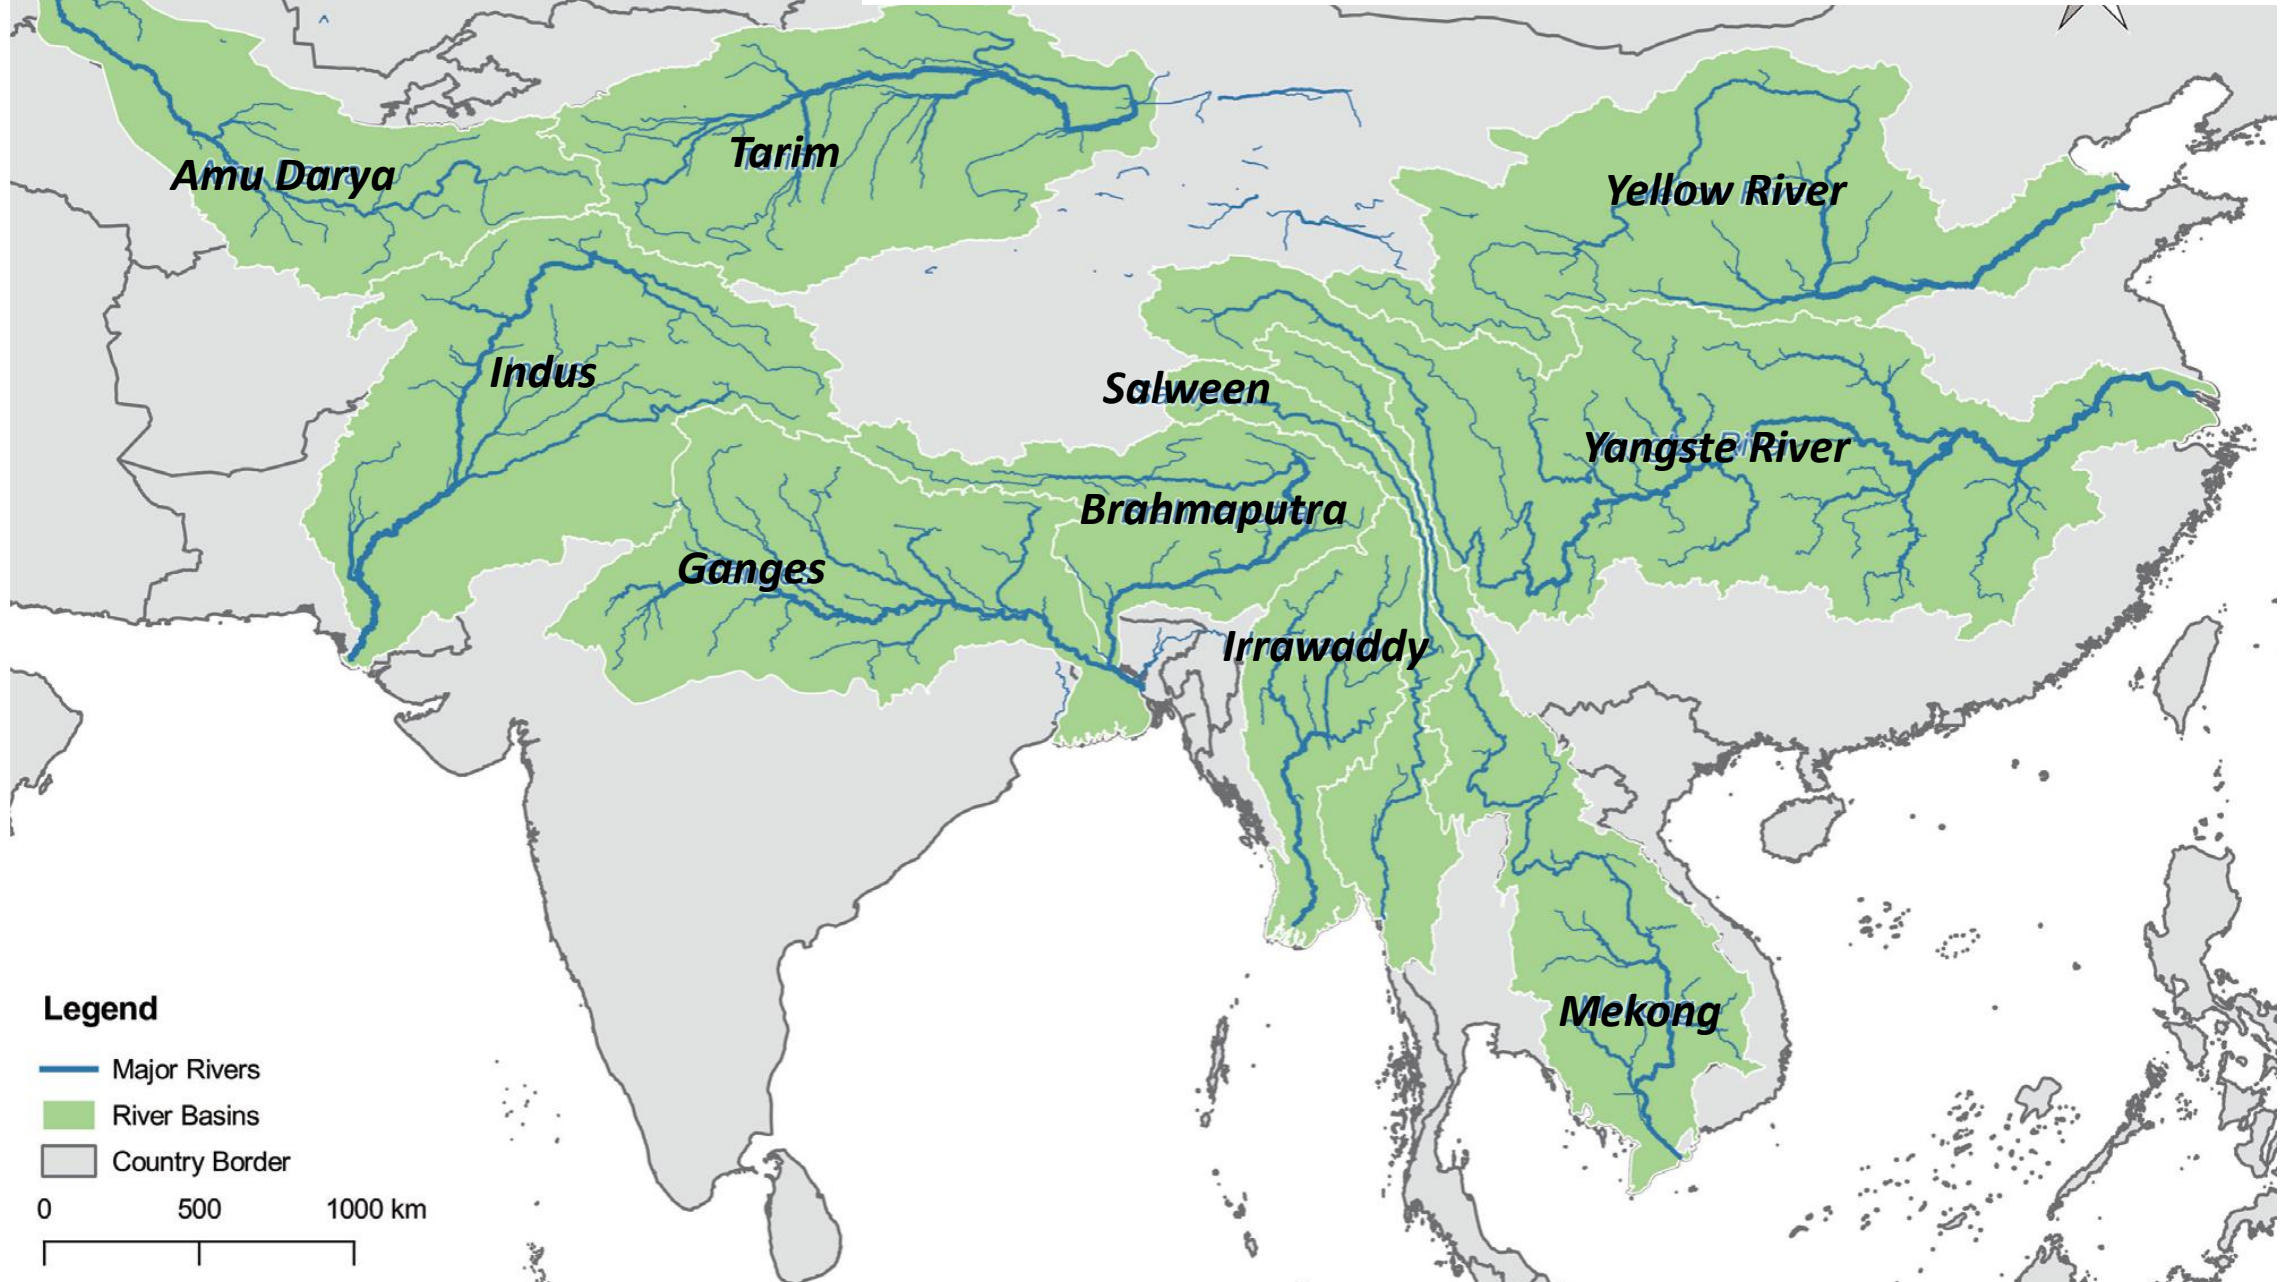 Amu Darya
Tarim
Yellow River
Indus
Salween
Yangste River
Brahmaputra
Ganges
Irrawaddy
Mekong
Legend
Major Rivers
River Basins
Country Border
0 500 1000 km